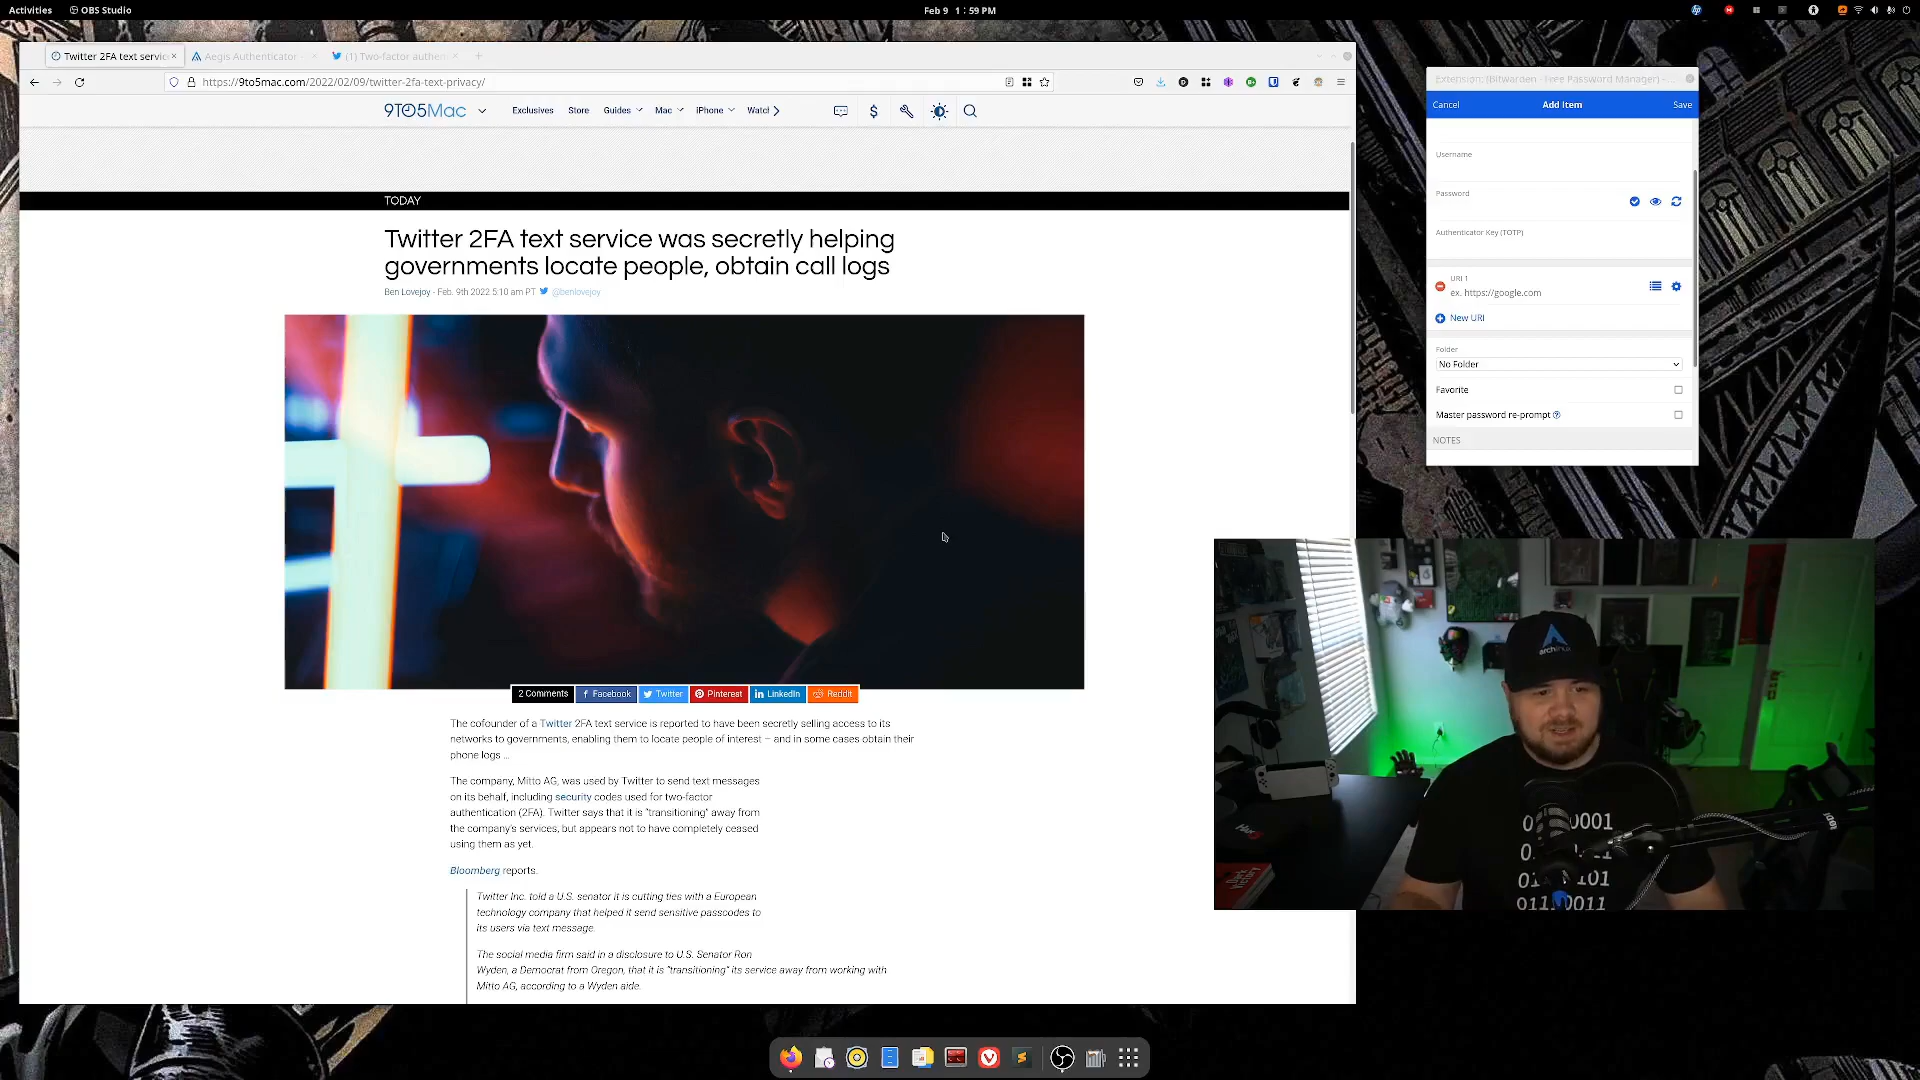 Activities
OBS Studio
Feb 9 1:59 PM
Twitter 2FA text servic
Aegis Authenticator -
(1) Two-factor authen
https://9to5mac.com/2022/02/09/twitter-2fa-text-privacy/
9TO5Mac
Exclusives
Store
Guides
Mac
iPhone
Watch
TODAY
Twitter 2FA text service was secretly helping
governments locate people, obtain call logs
Ben Lovejoy - Feb. 9th 2022 5:10 am PT @benlovejoy
2 Comments
Facebook
Twitter
Pinterest
LinkedIn
Reddit
The cofounder of a Twitter 2FA text service is reported to have been secretly selling access to its
networks to governments, enabling them to locate people of interest – and in some cases obtain their
phone logs ...
The company, Mitto AG, was used by Twitter to send text messages
on its behalf, including security codes used for two-factor
authentication (2FA). Twitter says that it is “transitioning” away from
the company’s services, but appears not to have completely ceased
using them as yet.
Bloomberg reports.
Twitter Inc. told a U.S. senator it is cutting ties with a European
technology company that helped it send sensitive passcodes to
its users via text message.
The social media firm said in a disclosure to U.S. Senator Ron
Wyden, a Democrat from Oregon, that it is “transitioning” its service away from working with
Mitto AG, according to a Wyden aide.
Extension: (Bitwarden - Free Password Manager) - ...
Cancel
Add Item
Save
Username
Password
Authenticator Key (TOTP)
URI 1
ex. https://google.com
New URI
Folder
No Folder
Favorite
Master password re-prompt
NOTES
archlinux